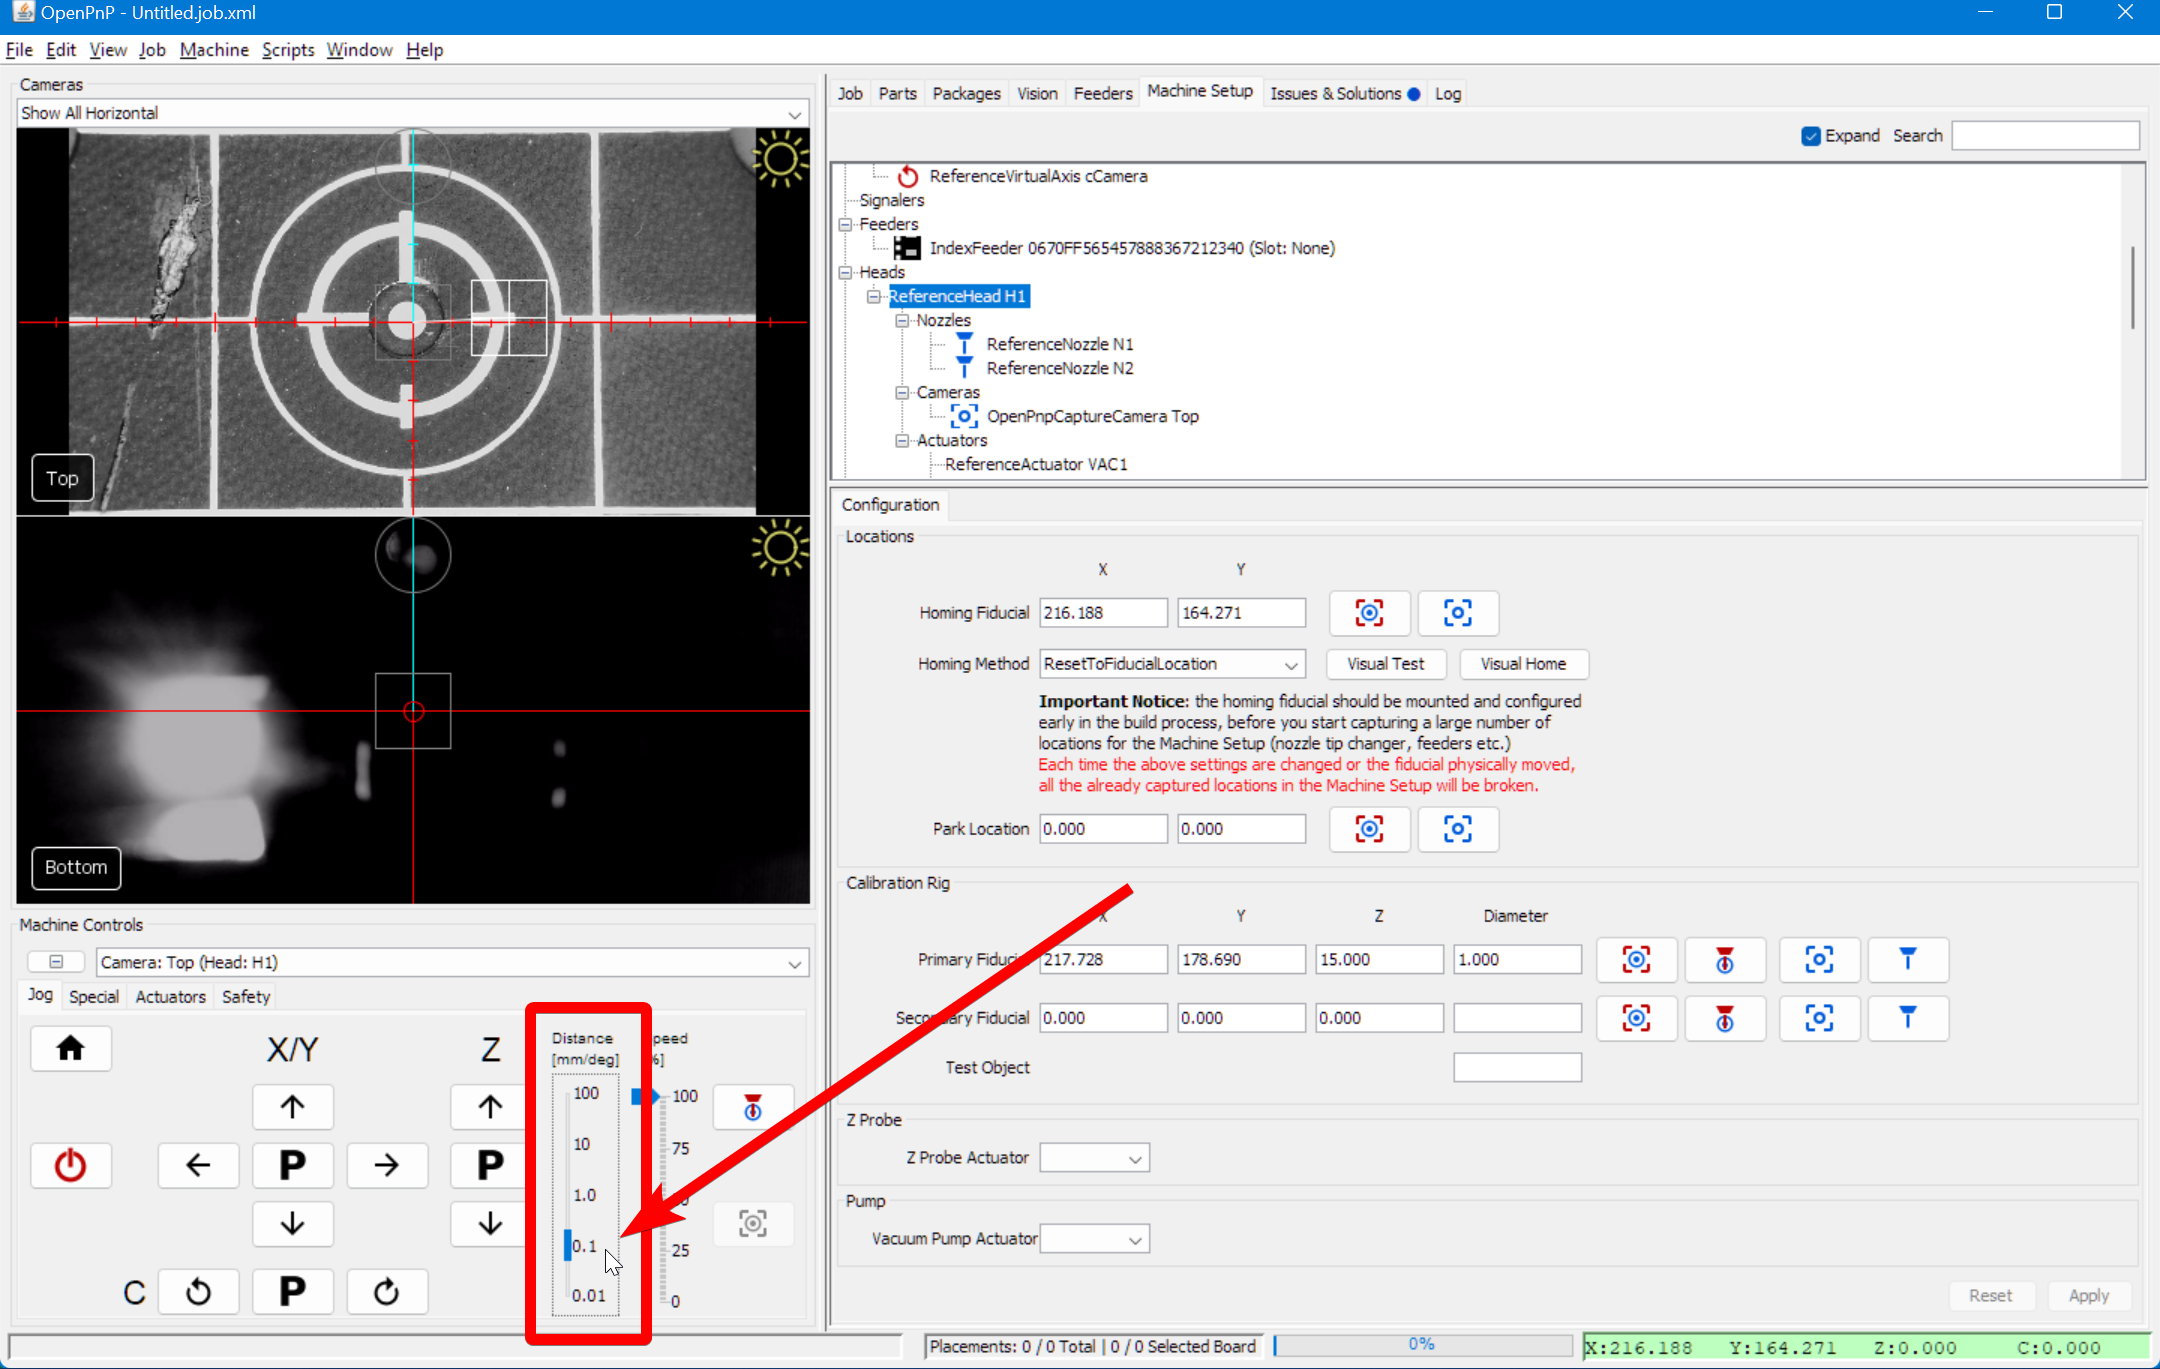 OpenPnP - Untitled.job.xml
File Edit View Job Machine Scripts Window Help
Cameras
Show All Horizontal
Top
Bottom
Machine Controls
Camera: Top (Head: H1)
Jog Special Actuators Safety
X/Y
Z
Distance
[mm/deg]
100
10
1.0
0.1
0.01
%]
100
75
25
0
P
P
C
P
Job Parts Packages Vision Feeders Machine Setup Issues & Solutions Log
Expand Search
ReferenceVirtualAxis cCamera
Signalers
Feeders
IndexFeeder 0670FF565457888367212340 (Slot: None)
Heads
ReferenceHead H1
Nozzles
ReferenceNozzle N1
ReferenceNozzle N2
Cameras
OpenPnpCaptureCamera Top
Actuators
ReferenceActuator VAC1
Configuration
Locations
X Y
Homing Fiducial 216.188 164.271
Homing Method ResetToFiducialLocation Visual Test Visual Home
Important Notice: the homing fiducial should be mounted and configured
early in the build process, before you start capturing a large number of
locations for the Machine Setup (nozzle tip changer, feeders etc.)
Each time the above settings are changed or the fiducial physically moved,
all the already captured locations in the Machine Setup will be broken.
Park Location 0.000 0.000
Calibration Rig
X Y Z Diameter
Primary 217.728 178.690 15.000 1.000
Fiducial 0.000 0.000 0.000
Test Object
Z Probe
Z Probe Actuator
Pump
Vacuum Pump Actuator
Reset Apply
Placements: 0 / 0 Total | 0 / 0 Selected Board 0% X:216.188 Y:164.271 Z:0.000 C:0.000